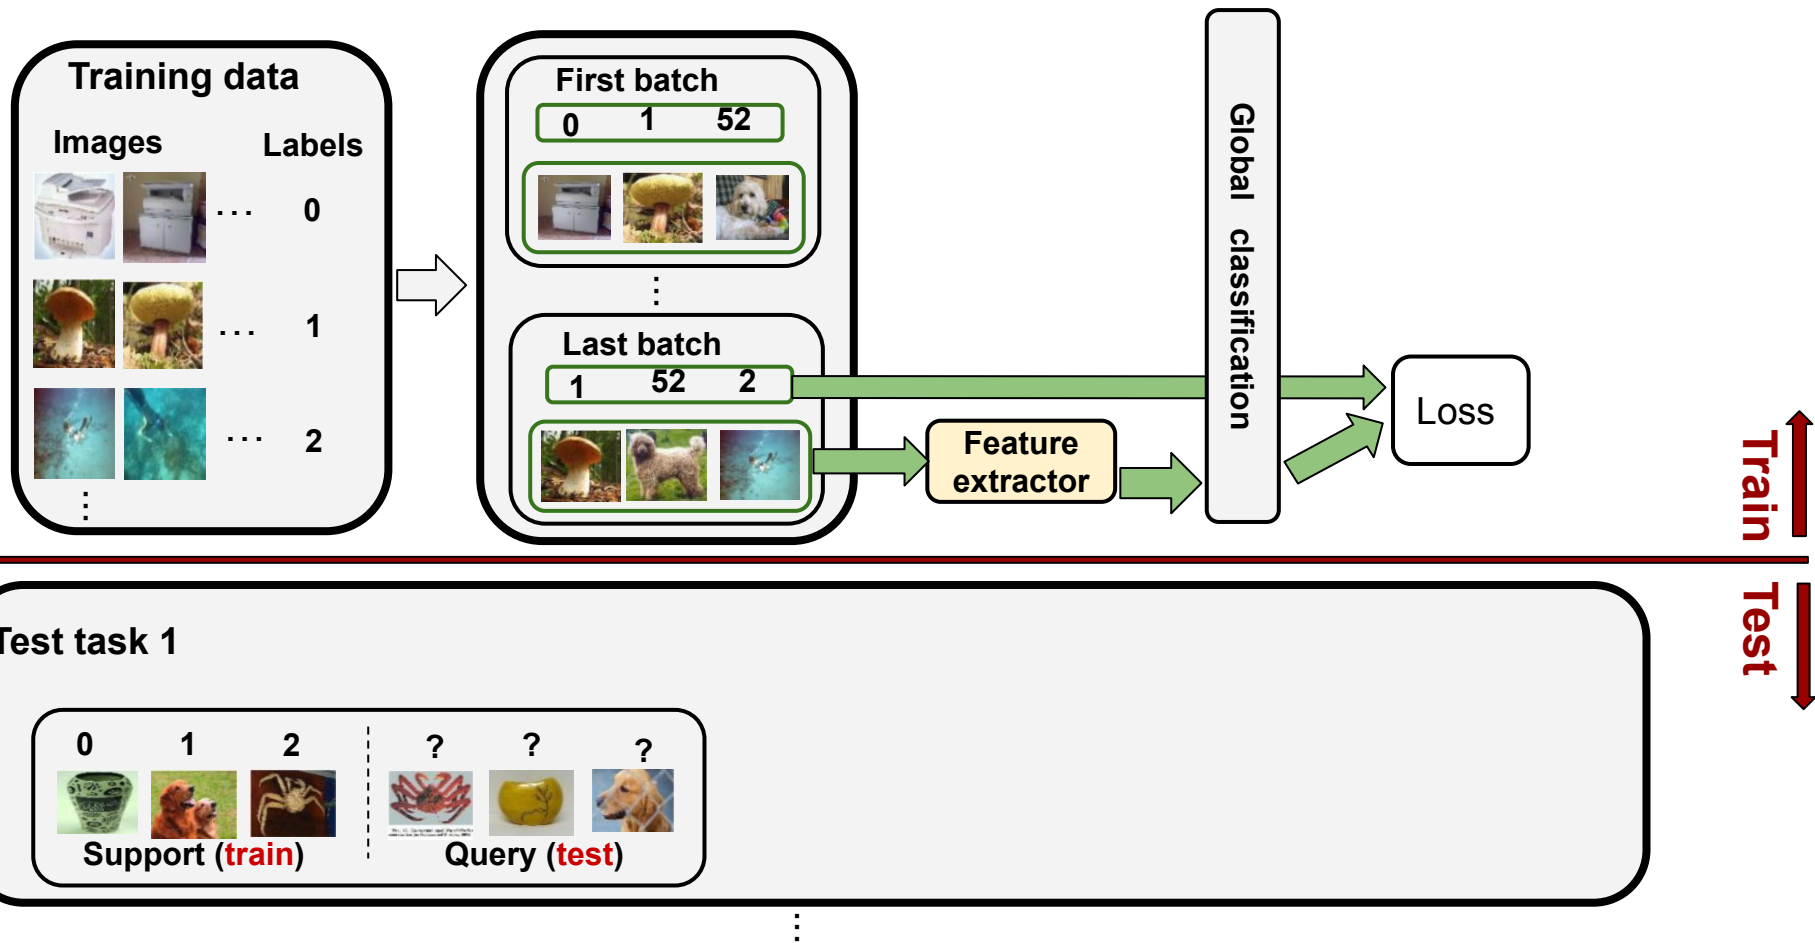 Training data
Images Labels
... 0
... 1
... 2
⋮
First batch
0 1 52
⋮
Last batch
1 52 2
Feature
extractor
Global classification
Loss
Train
Test
Test task 1
0 1 2 ? ? ?
Support (train) Query (test)
⋮